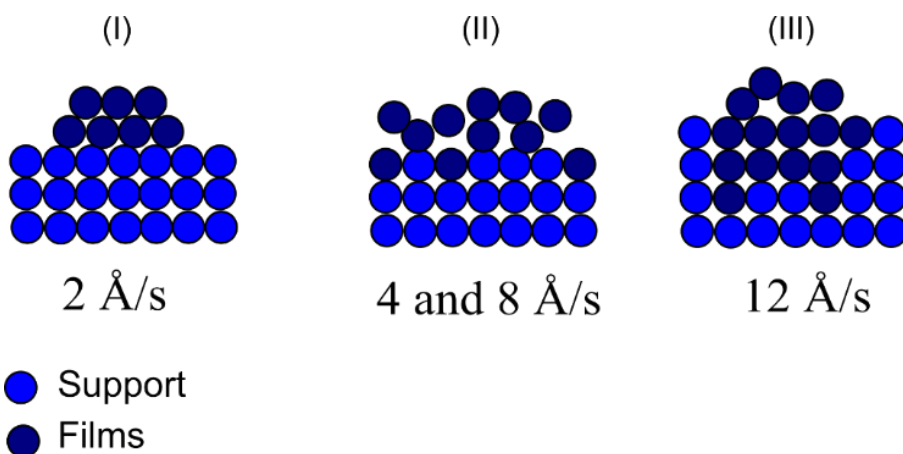 (I)
(II)
(III)
2 Å/s
4 and 8 Å/s
12 Å/s
Support
Films